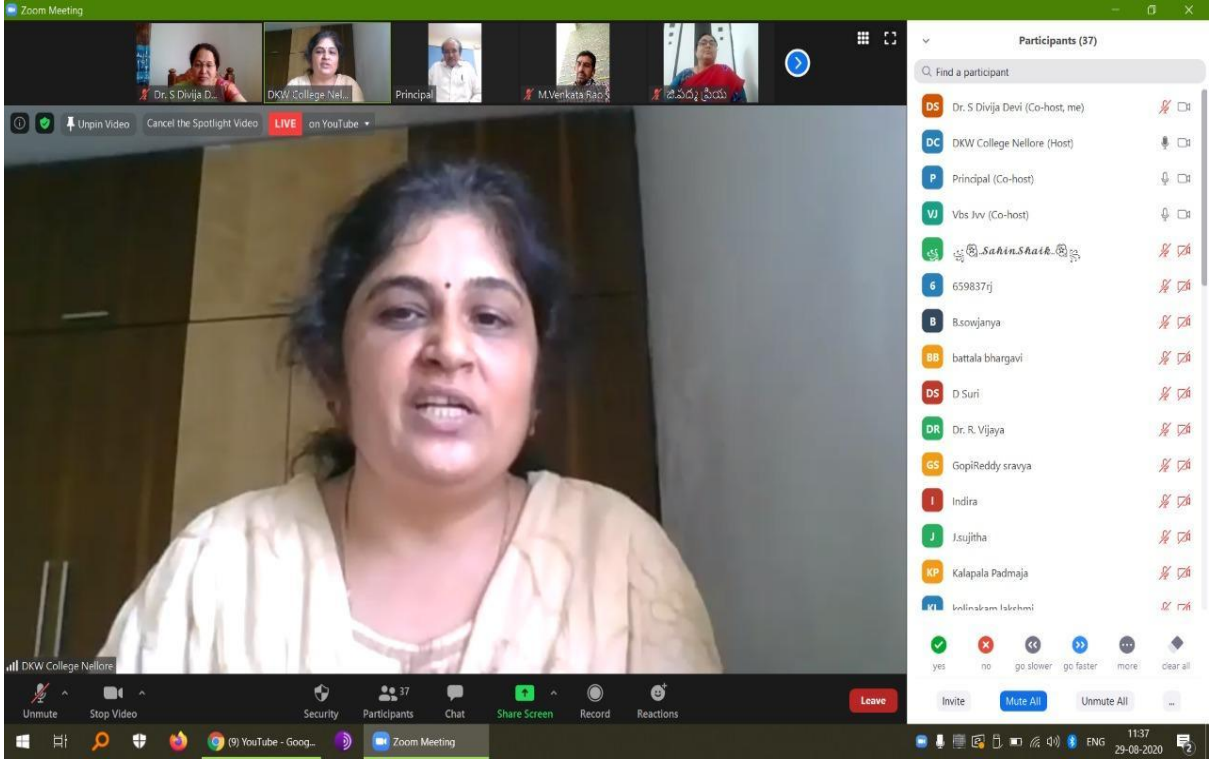 Zoom Meeting
Dr. S Divija D...
DKW College Nel...
Principal
M.Venkata Rao S
జి.పద్మ ప్రియ
Unpin Video
Cancel the Spotlight Video
LIVE
on YouTube
DKW College Nellore
Unmute
Stop Video
Security
37
Participants
Chat
Share Screen
Record
Reactions
Leave
Participants (37)
Find a participant
DS Dr. S Divija Devi (Co-host, me)
DC DKW College Nellore (Host)
P Principal (Co-host)
VJ Vbs Jvv (Co-host)
.SahinShaik.
6 659837rj
B B.sowjanya
BB battala bhargavi
DS D Suri
DR Dr. R. Vijaya
GS GopiReddy sravya
I Indira
J J.sujitha
KP Kalapala Padmaja
KL kolipakam lakshmi
yes
no
go slower
go faster
more
clear all
Invite
Mute All
Unmute All
...
(9) YouTube - Goog...
Zoom Meeting
ENG
11:37
29-08-2020
2